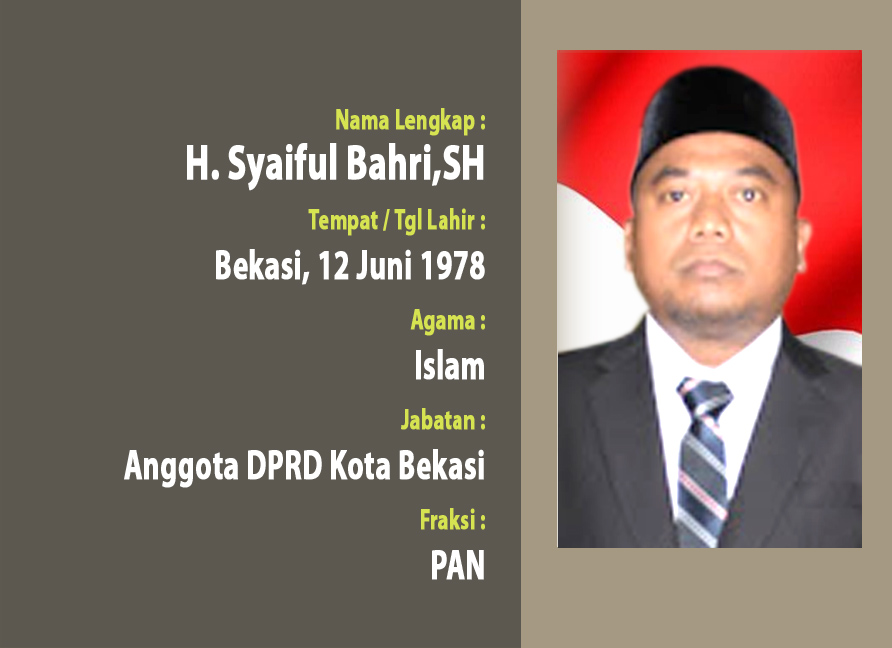 Nama Lengkap :
H. Syaiful Bahri,SH
Tempat / Tgl Lahir :
Bekasi, 12 Juni 1978
Agama :
Islam
Jabatan :
Anggota DPRD Kota Bekasi
Fraksi :
PAN